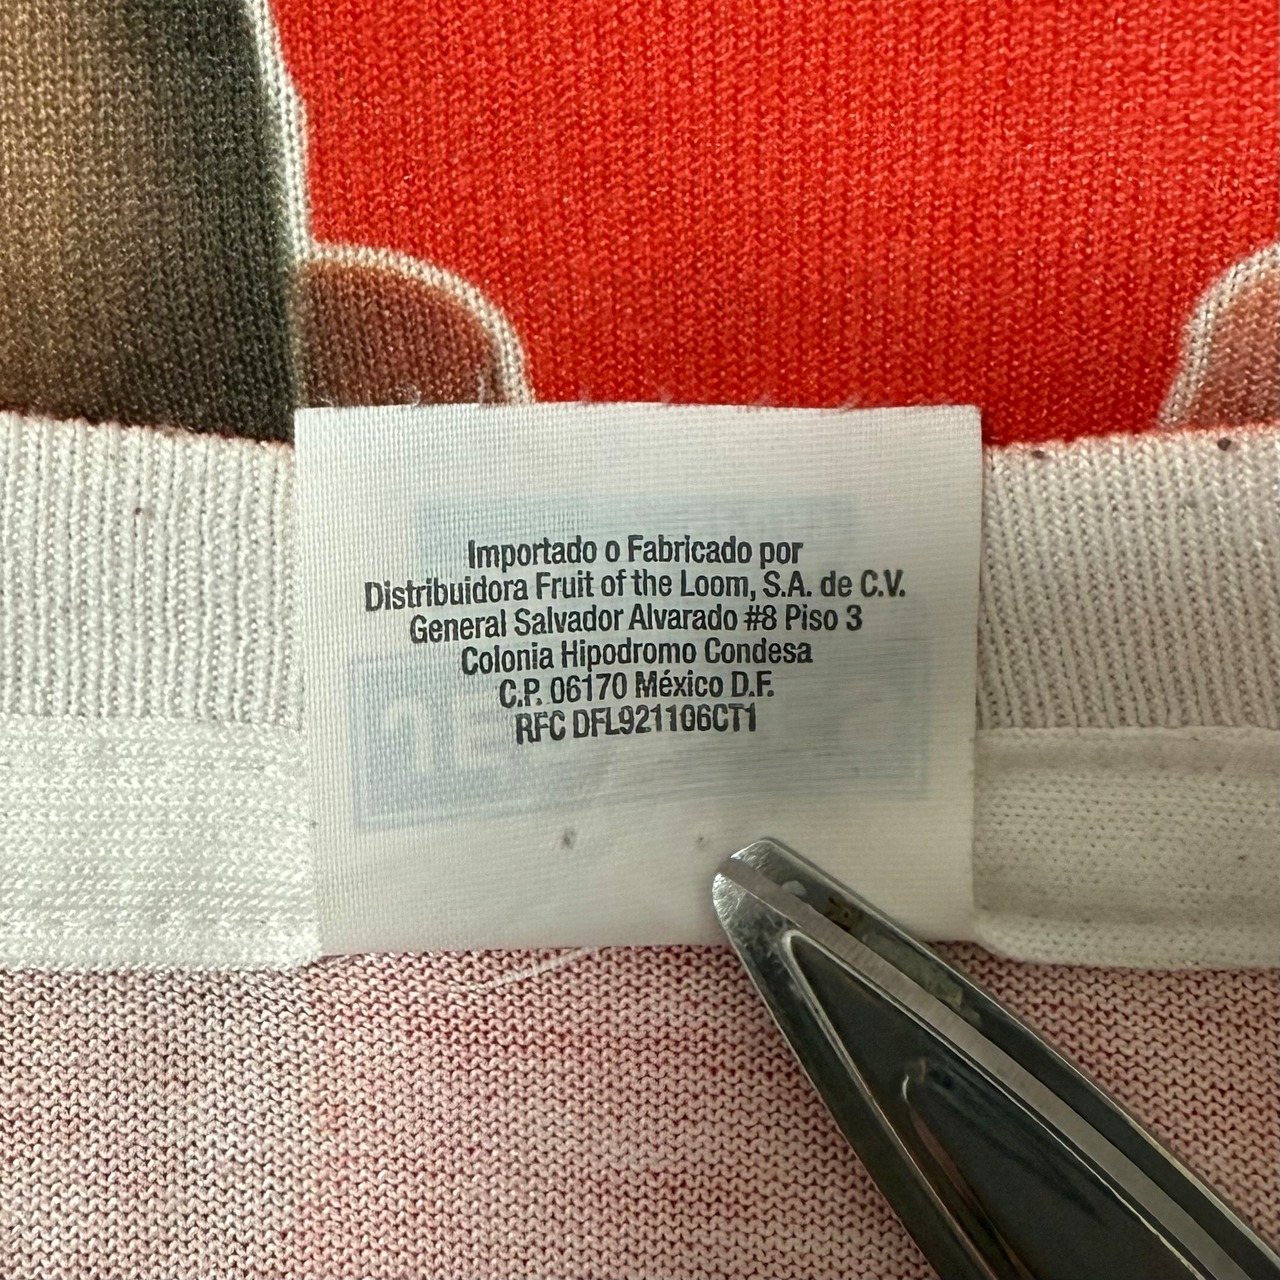 Importado o Fabricado por
Distribuidora Fruit of the Loom, S.A. de C.V.
General Salvador Alvarado #8 Piso 3
Colonia Hipodromo Condesa
C.P. 06170 México D.F.
RFC DFL921106CT1